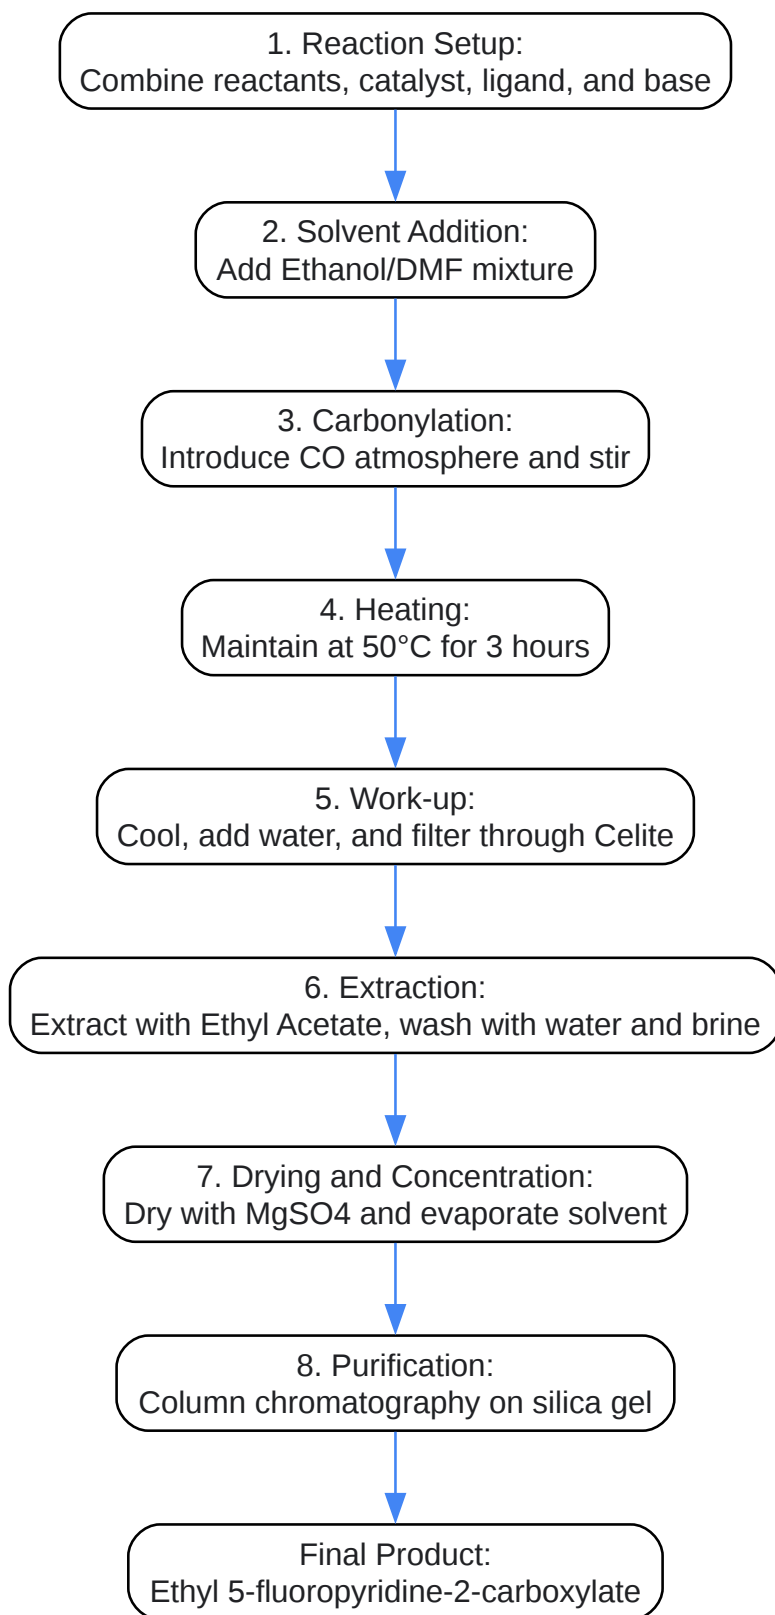 1. Reaction Setup:
Combine reactants, catalyst, ligand, and base
2. Solvent Addition:
Add Ethanol/DMF mixture
3. Carbonylation:
Introduce CO atmosphere and stir
4. Heating:
Maintain at 50°C for 3 hours
5. Work-up:
Cool, add water, and filter through Celite
6. Extraction:
Extract with Ethyl Acetate, wash with water and brine
7. Drying and Concentration:
Dry with MgSO4 and evaporate solvent
8. Purification:
Column chromatography on silica gel
Final Product:
Ethyl 5-fluoropyridine-2-carboxylate